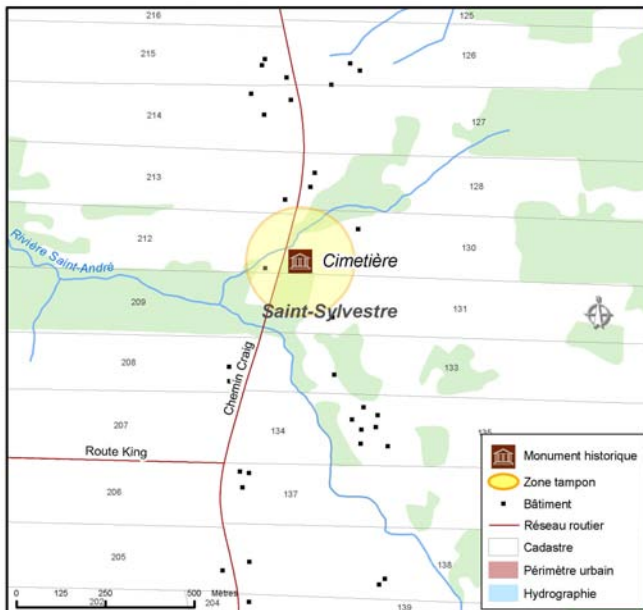 216
125
215
126
214
127
213
128
212
Cimetière
130
Rivière Saint-André
209
Saint-Sylvestre
131
208
Chemin Craig
133
207
134
135
Route King
206
137
205
138
202
204
139
0 125 250 500 Mètres
Monument historique
Zone tampon
Bâtiment
Réseau routier
Cadastre
Périmètre urbain
Hydrographie